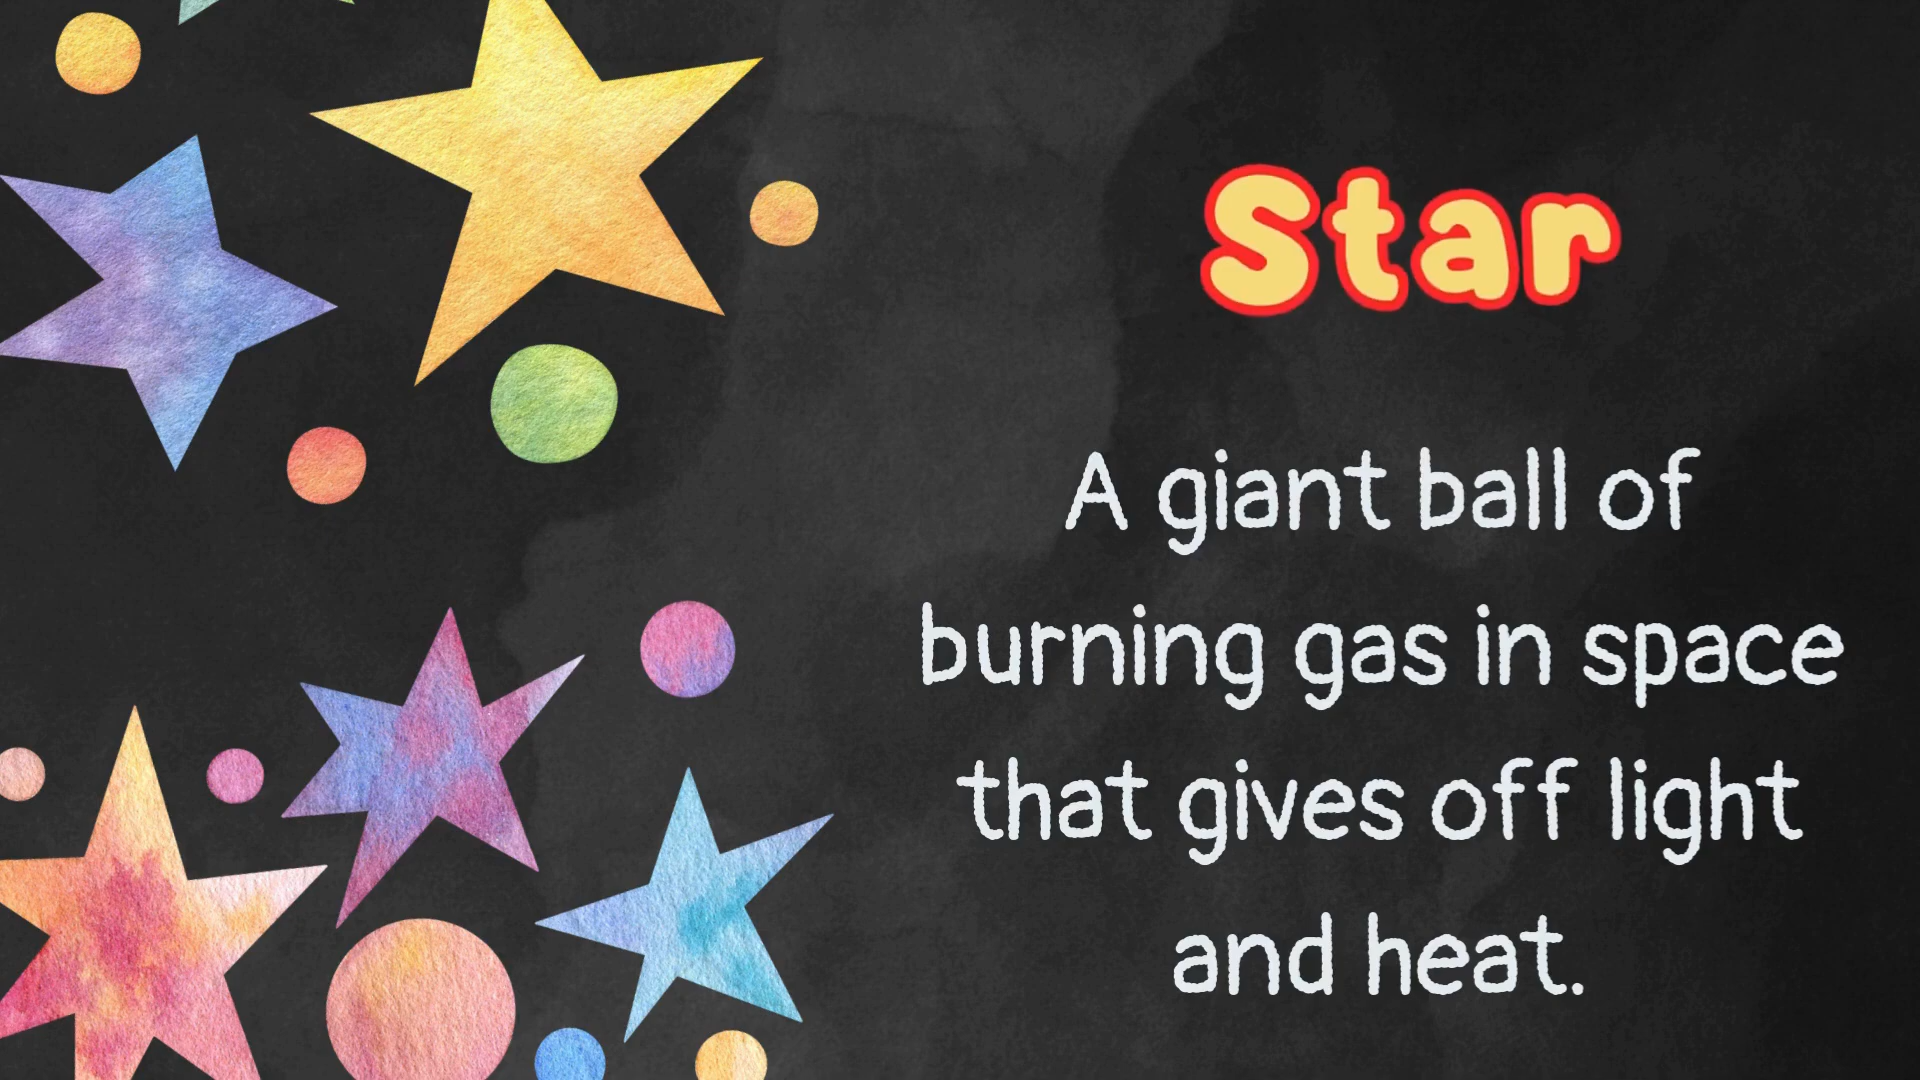 Star
A giant ball of
burning gas in space
that gives off light
and heat.